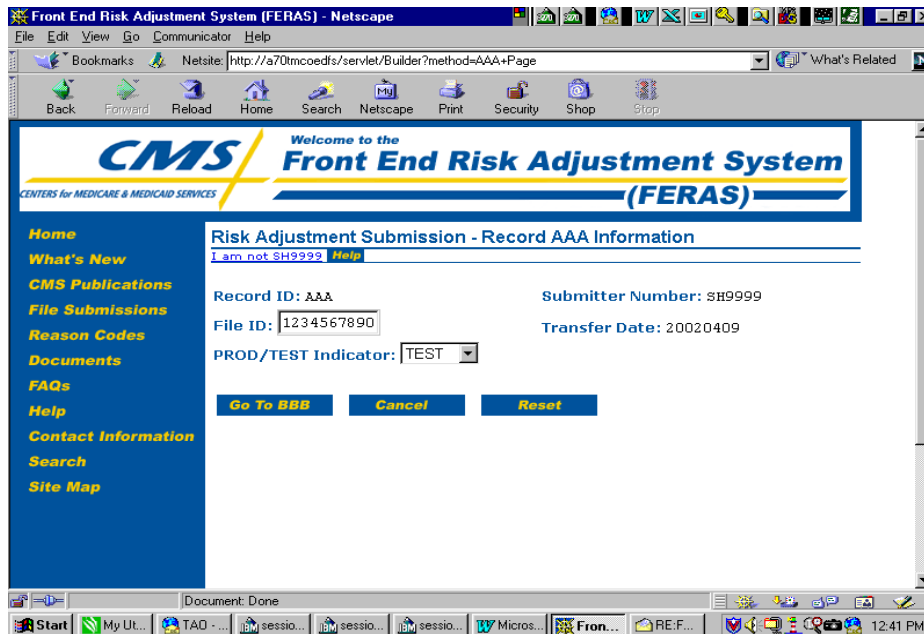 Front End Risk Adjustment System (FERAS) - Netscape
File Edit View Go Communicator Help
Bookmarks Netsite: http://a70tmcoedfs/servlet/Builder?method=AAA+Page What's Related
Back Forward Reload Home Search Netscape Print Security Shop Stop
CMS
CENTERS for MEDICARE & MEDICAID SERVICES
Welcome to the
Front End Risk Adjustment System
(FERAS)
Home
What's New
CMS Publications
File Submissions
Reason Codes
Documents
FAQs
Help
Contact Information
Search
Site Map
Risk Adjustment Submission - Record AAA Information
I am not SH9999 Help
Record ID: AAA Submitter Number: SH9999
File ID: 1234567890 Transfer Date: 20020409
PROD/TEST Indicator: TEST
Go To BBB Cancel Reset
Document: Done
Start My Ut... TAO - ... sessio... sessio... sessio... Micros... Fron... RE:F... 12:41 PM